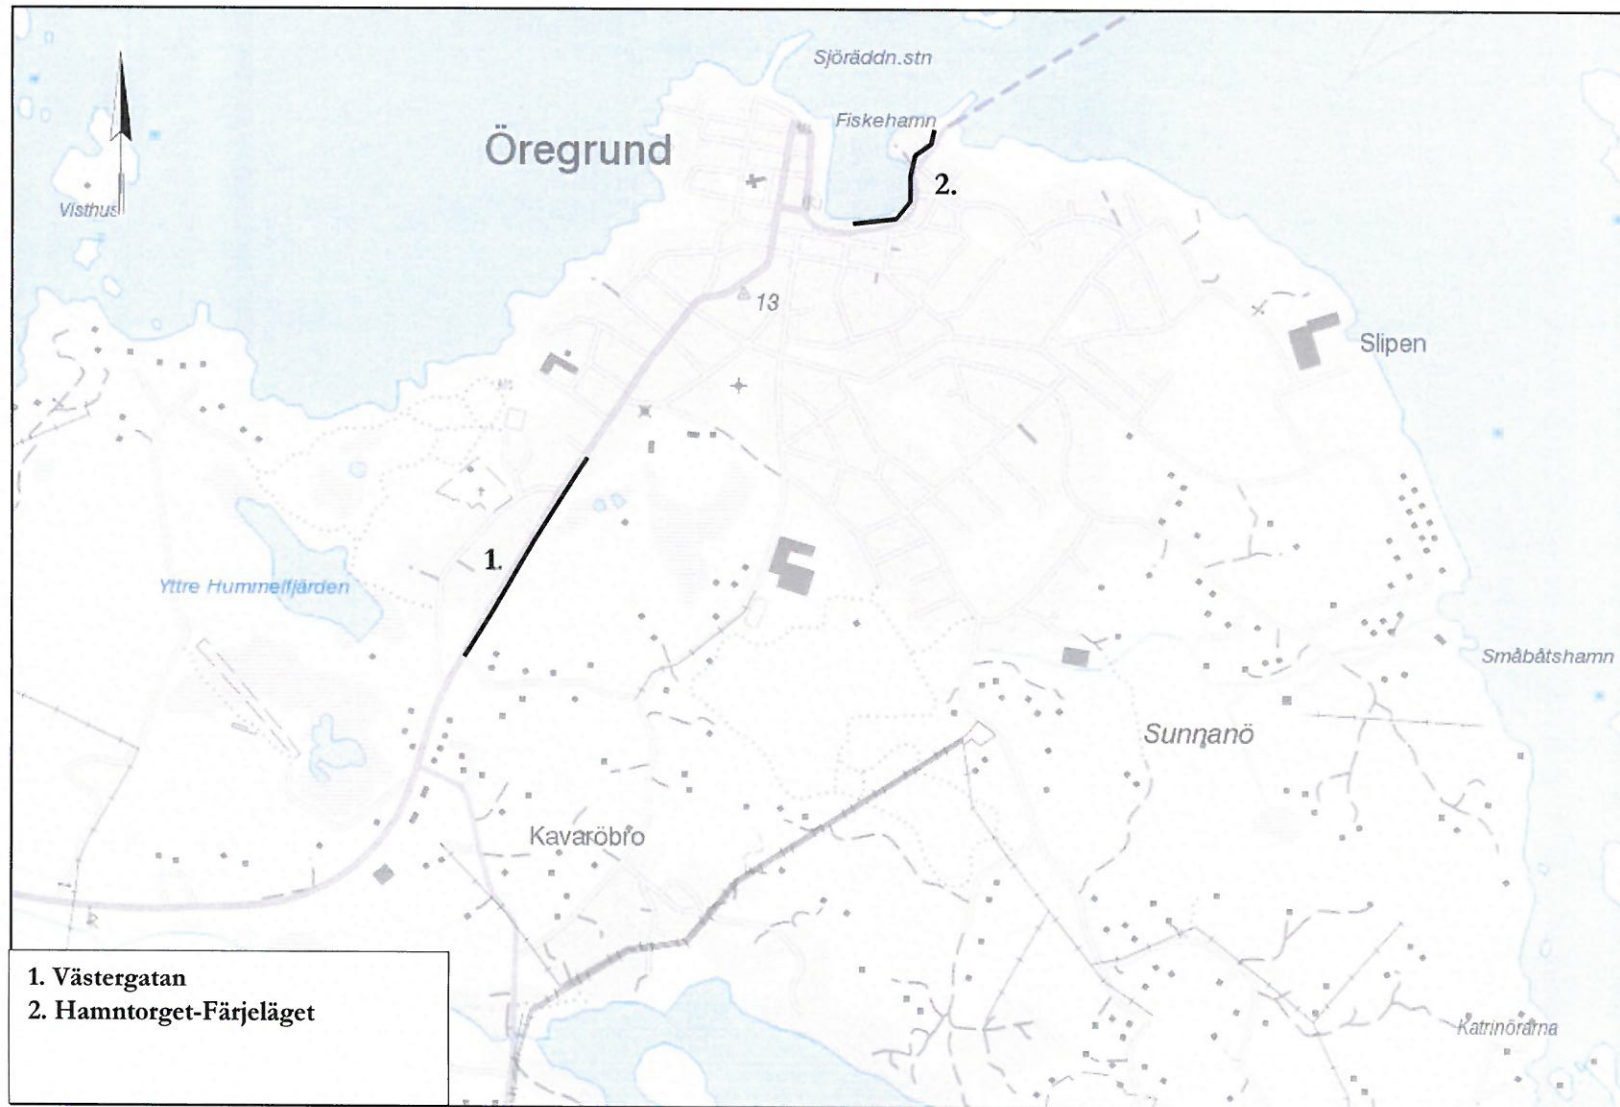 Sjöräddn.stn
Fiskehamn
Öregrund
2.
Visthus
13
Slipen
1.
Yttre Hummelfjärden
Småbåtshamn
Sunnanö
Kavaröbro
1. Västergatan
2. Hamntorget-Färjeläget
Katrinörarna